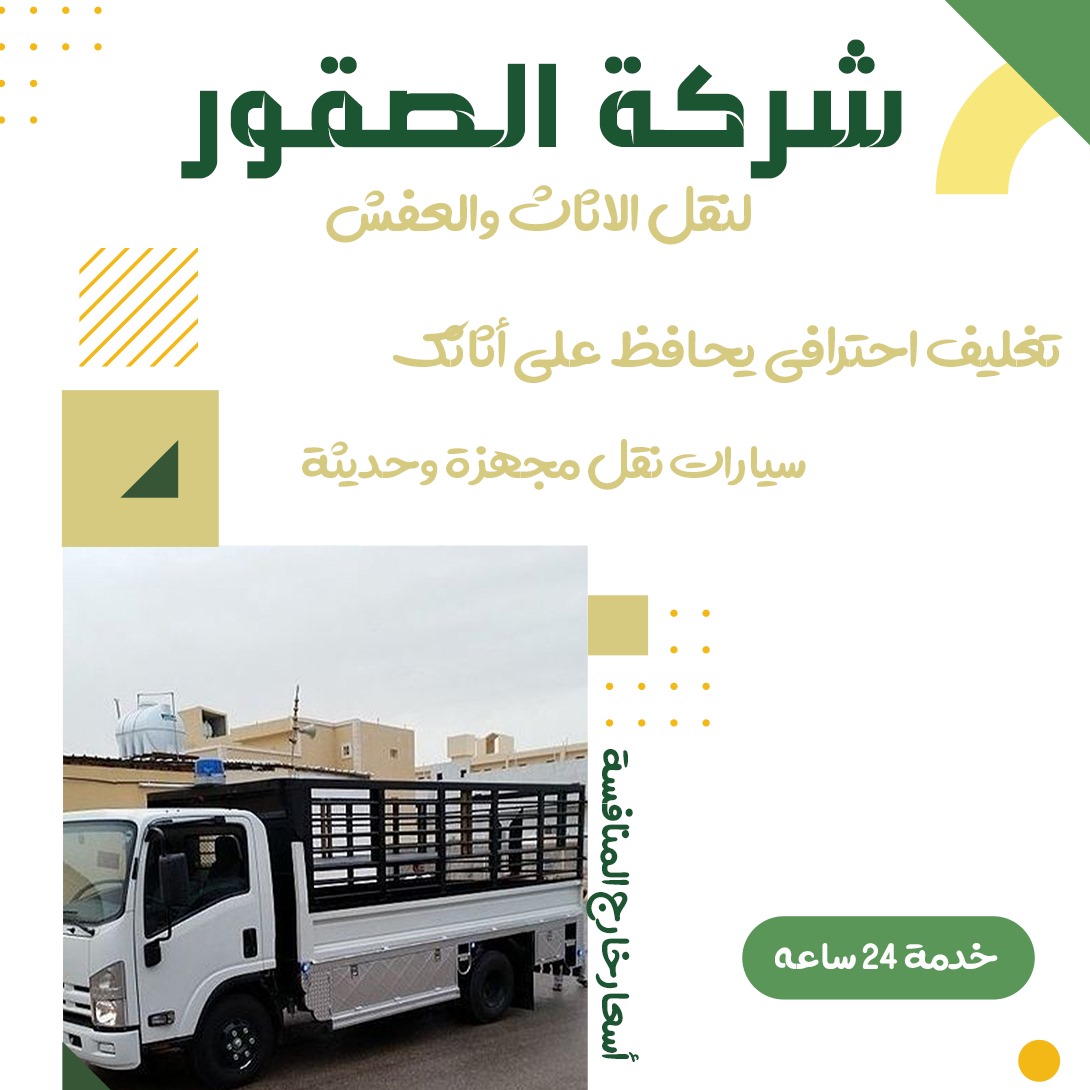 شركة الصقور
لنقل الاثاث والعفش
تغليف احترافي يحافظ على أثاثك
سيارات نقل مجهزة وحديثة
أسعار خارج المنافسة
خدمة 24 ساعه